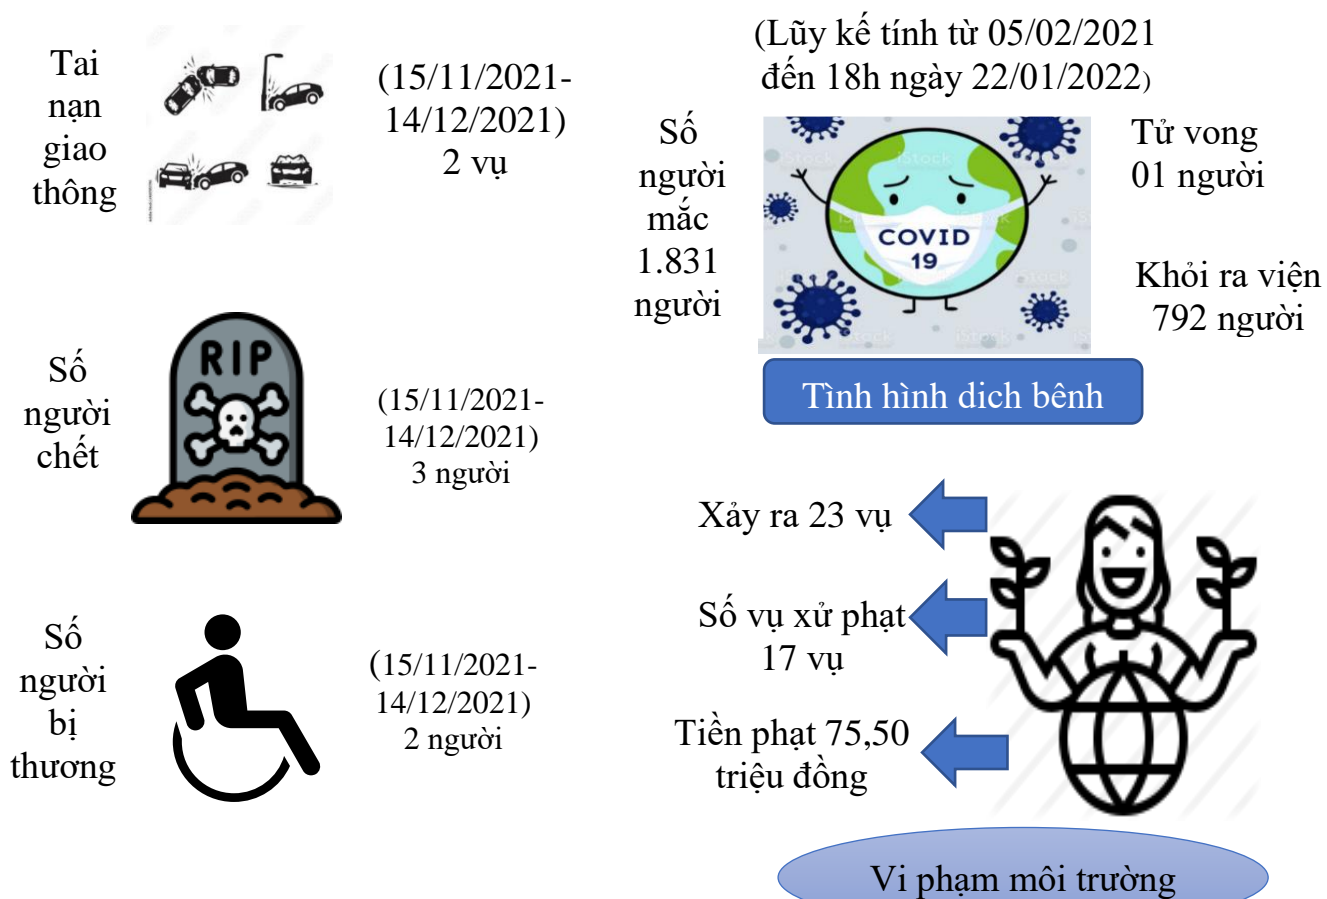 Tai
nạn
giao
thông
(15/11/2021-
14/12/2021)
2 vụ
Số
người
chết
RIP
(15/11/2021-
14/12/2021)
3 người
Số
người
bị
thương
(15/11/2021-
14/12/2021)
2 người
(Lũy kế tính từ 05/02/2021
đến 18h ngày 22/01/2022)
Số
người
mắc
1.831
người
iStock
iStock
iStock
COVID
19
iStock
Tử vong
01 người
Khỏi ra viện
792 người
Tình hình dich bênh
Xảy ra 23 vụ
Số vụ xử phạt
17 vụ
Tiền phạt 75,50
triệu đồng
Vi phạm môi trường